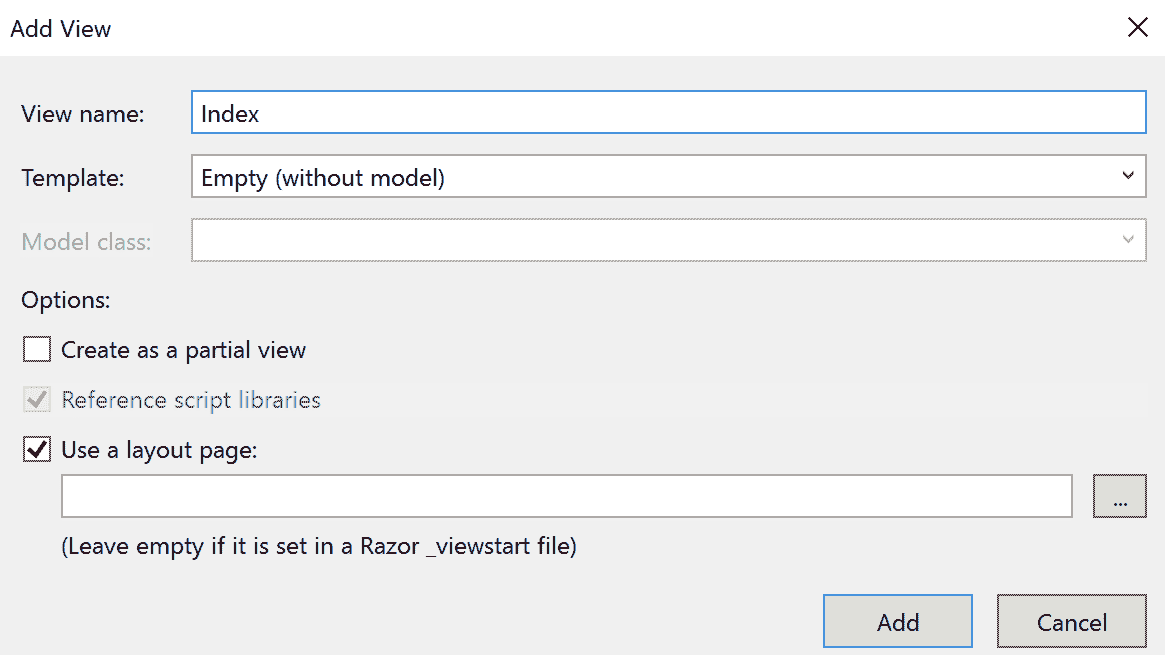 Add View
View name: Index
Template: Empty (without model)
Model class:
Options:
Create as a partial view
Reference script libraries
Use a layout page:
...
(Leave empty if it is set in a Razor _viewstart file)
Add Cancel